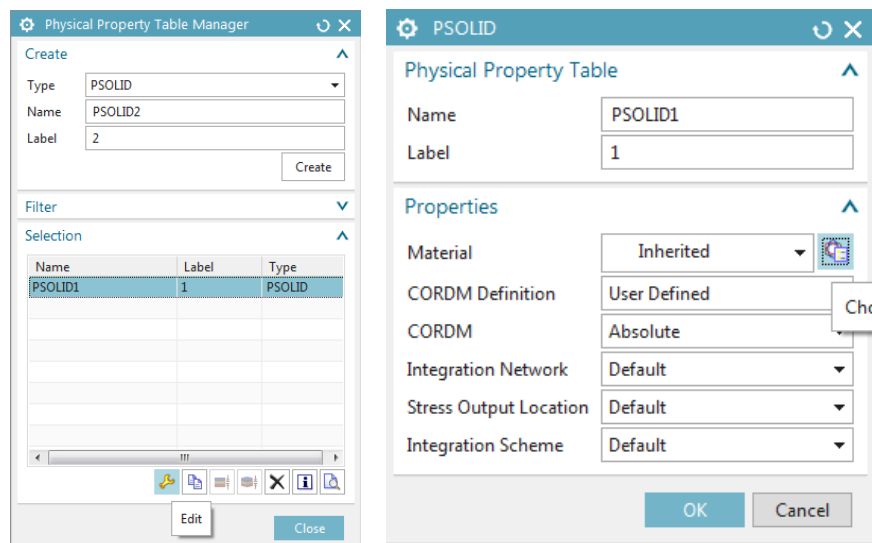 Physical Property Table Manager
Create
Type PSOLID
Name PSOLID2
Label 2
Create
Filter
Selection
Name Label Type
PSOLID1 1 PSOLID
Edit
Close
PSOLID
Physical Property Table
Name PSOLID1
Label 1
Properties
Material Inherited
CORDM Definition User Defined
Cho
CORDM Absolute
Integration Network Default
Stress Output Location Default
Integration Scheme Default
OK Cancel